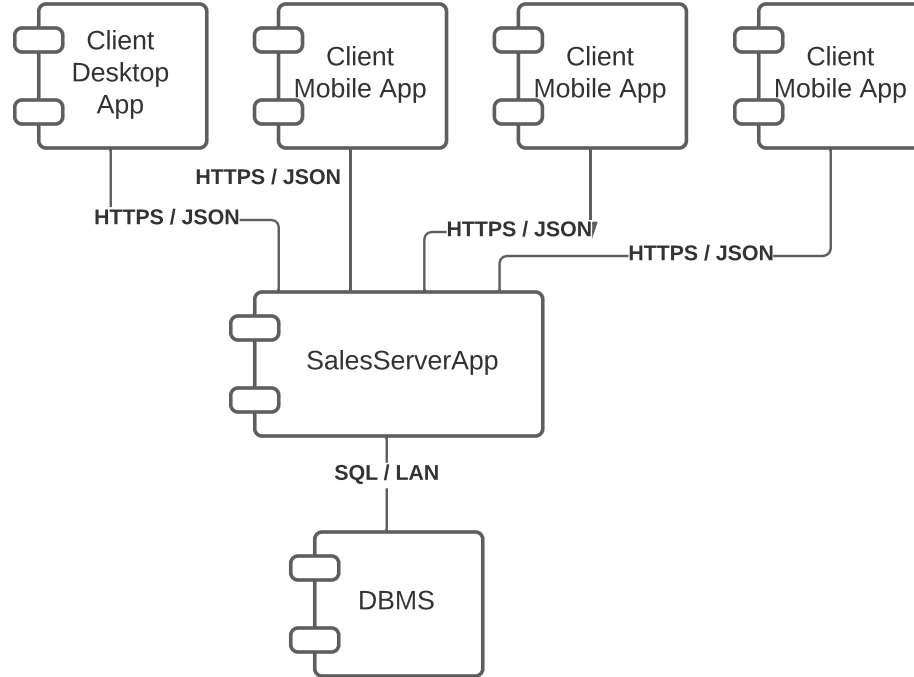 Client
Desktop
App
Client
Mobile App
Client
Mobile App
Client
Mobile App
HTTPS / JSON
HTTPS / JSON
HTTPS / JSON
HTTPS / JSON
SalesServerApp
SQL / LAN
DBMS